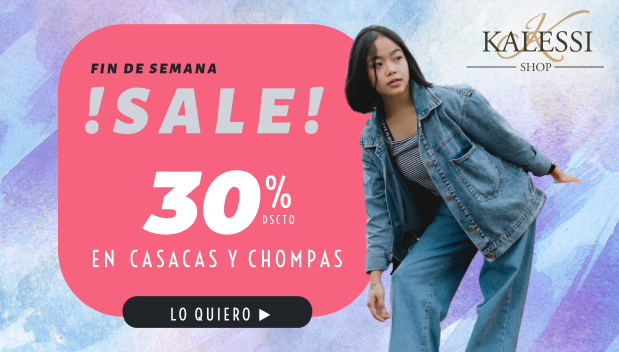 FIN DE SEMANA
!SALE!
30%
DSCTO
EN CASACAS Y CHOMPAS
LO QUIERO
K
KALESSI
SHOP